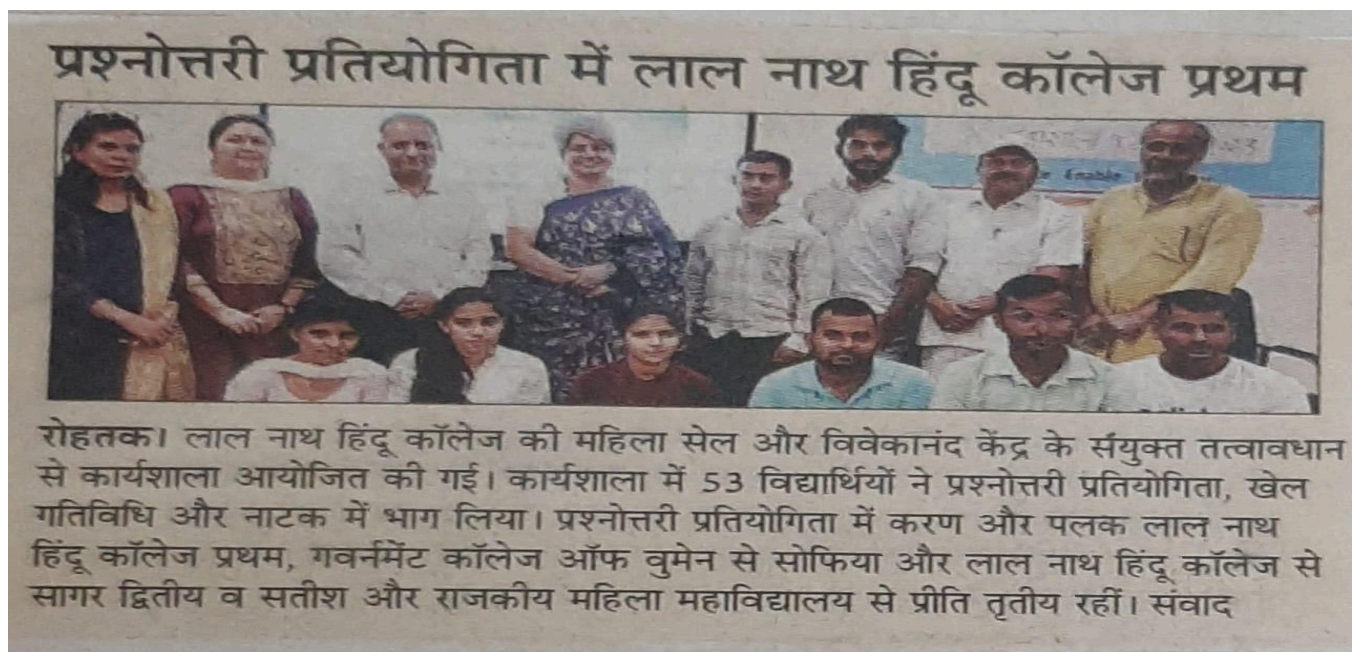 प्रश्नोत्तरी प्रतियोगिता में लाल नाथ हिंदू कॉलेज प्रथम
Enable
रोहतक। लाल नाथ हिंदू कॉलेज की महिला सेल और विवेकानंद केंद्र के संयुक्त तत्वावधान
से कार्यशाला आयोजित की गई। कार्यशाला में 53 विद्यार्थियों ने प्रश्नोत्तरी प्रतियोगिता, खेल
गतिविधि और नाटक में भाग लिया। प्रश्नोत्तरी प्रतियोगिता में करण और पलक लाल नाथ
हिंदू कॉलेज प्रथम, गवर्नमेंट कॉलेज ऑफ वुमेन से सोफिया और लाल नाथ हिंदू कॉलेज से
सागर द्वितीय व सतीश और राजकीय महिला महाविद्यालय से प्रीति तृतीय रहीं। संवाद